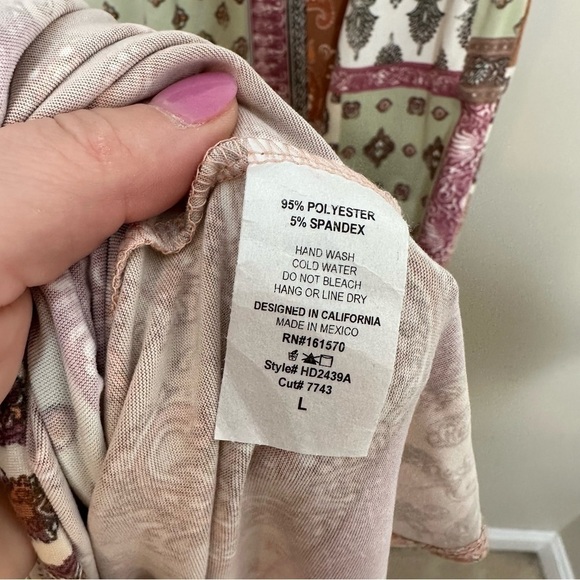 95% POLYESTER
5% SPANDEX
HAND WASH
COLD WATER
DO NOT BLEACH
HANG OR LINE DRY
DESIGNED IN CALIFORNIA
MADE IN MEXICO
RN#161570
Style# HD2439A
Cut# 7743
L